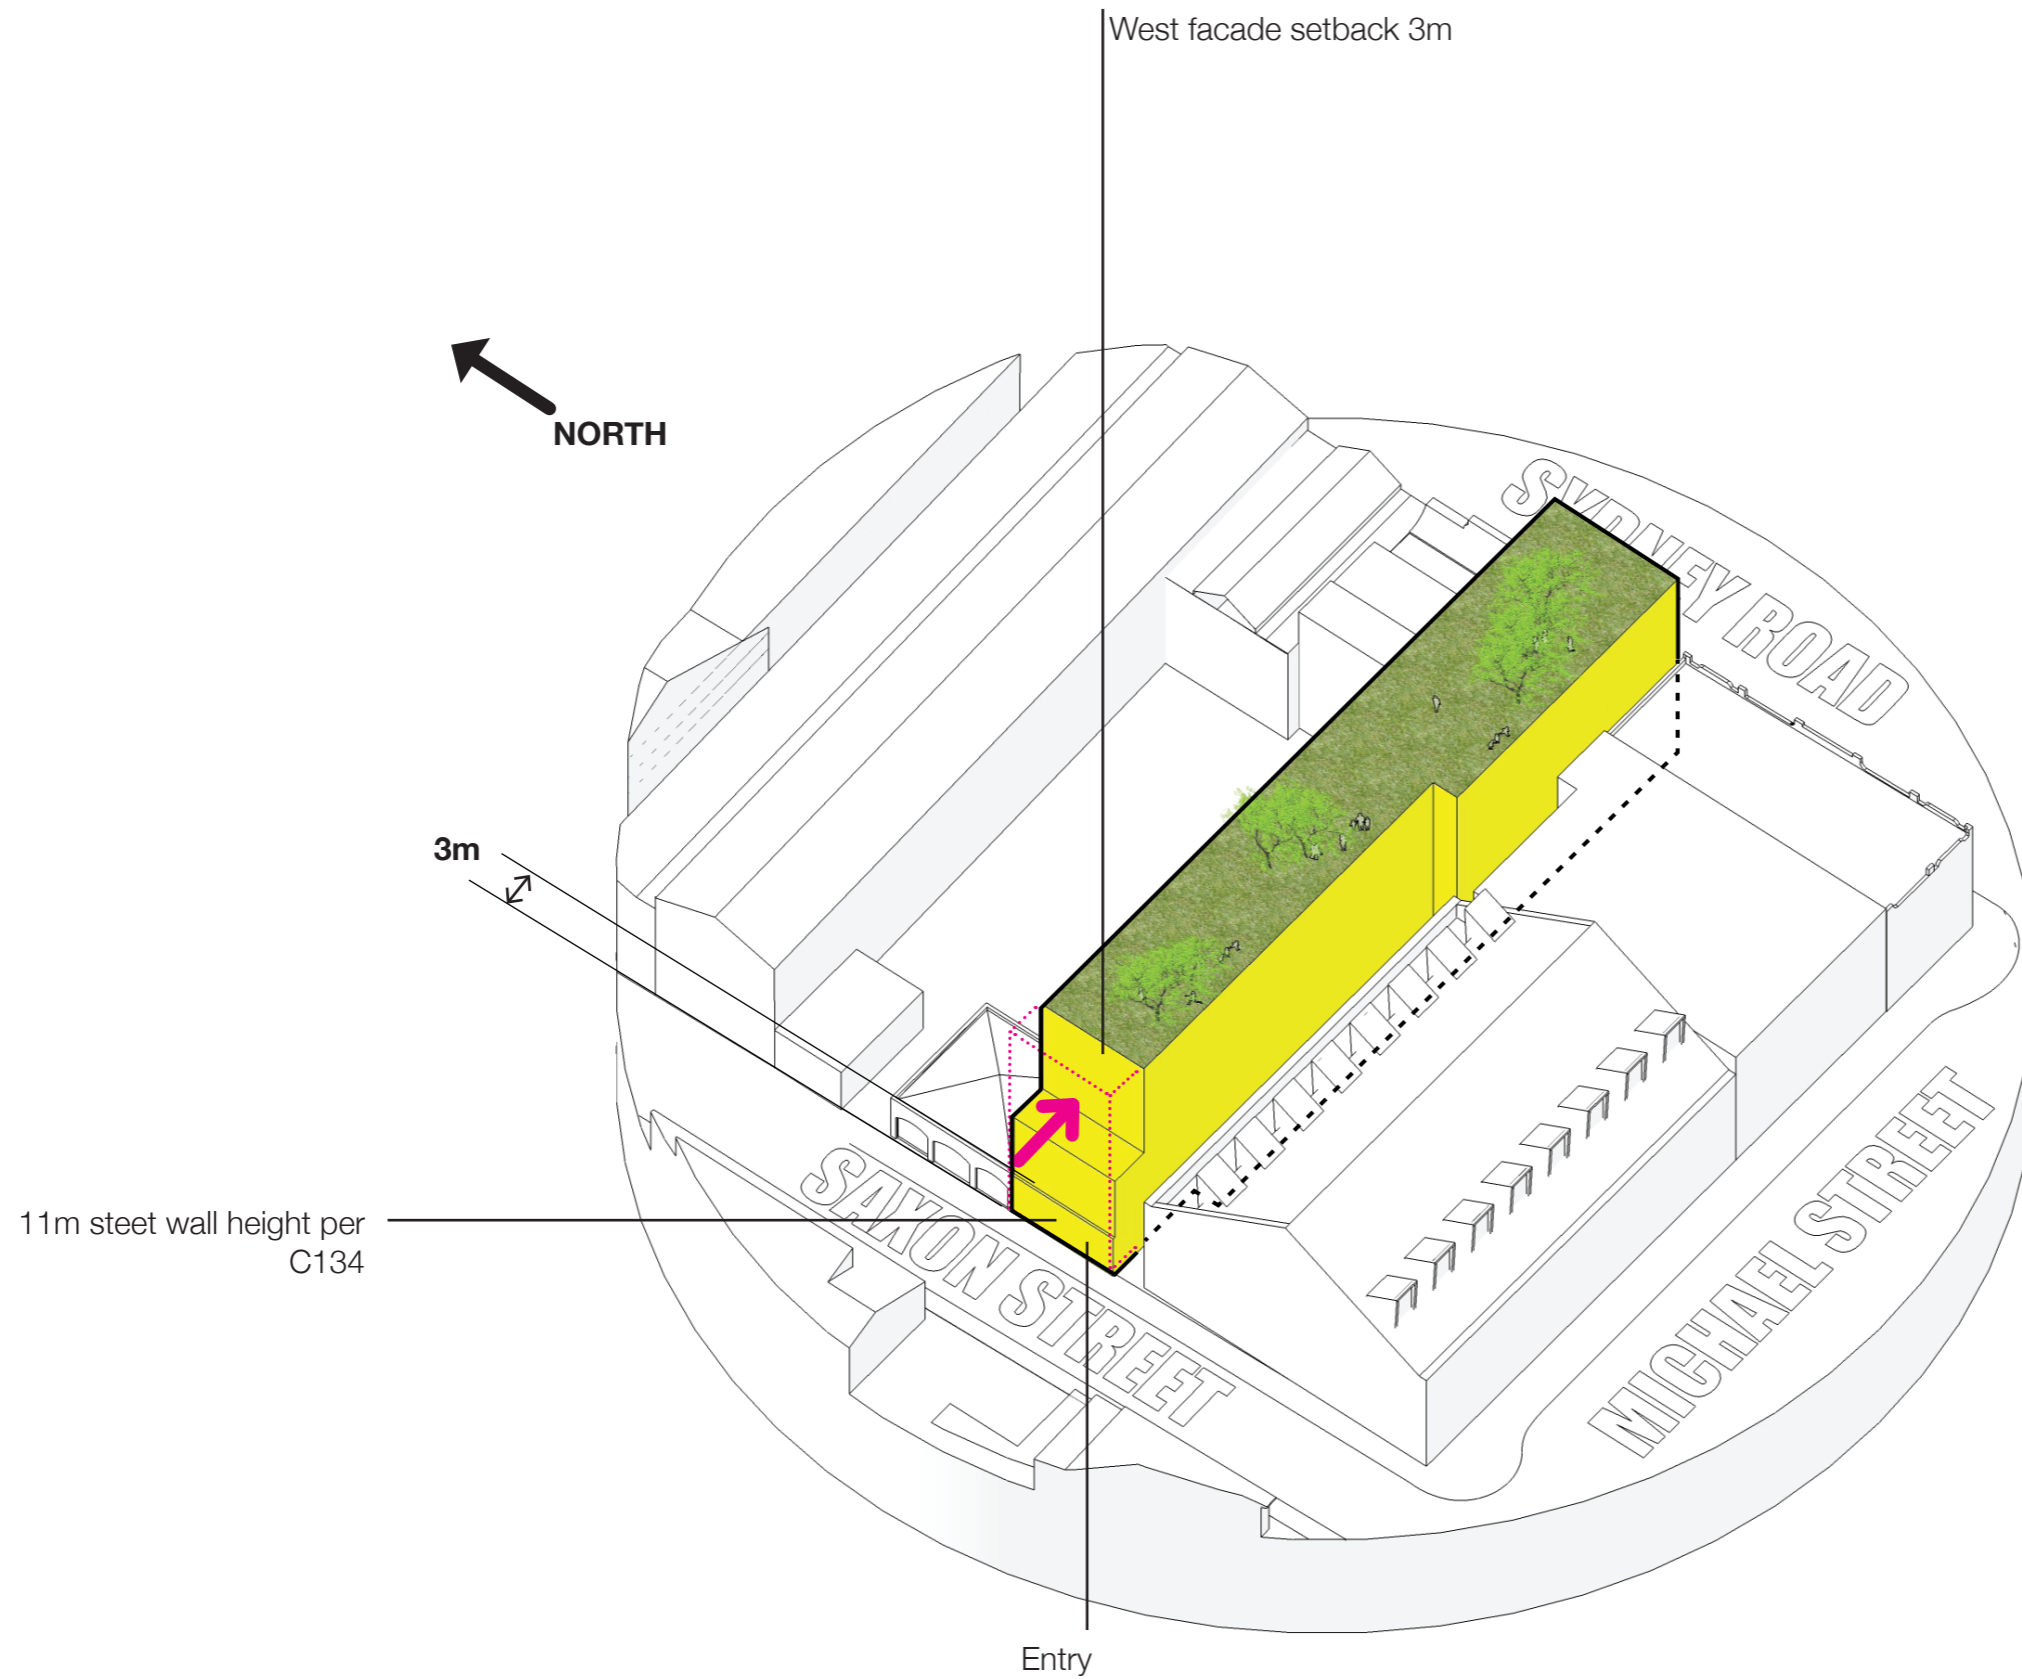 West facade setback 3m
NORTH
SYDNEY ROAD
3m
11m steet wall height per
C134
SAXON STREET
MICHAEL STREET
Entry